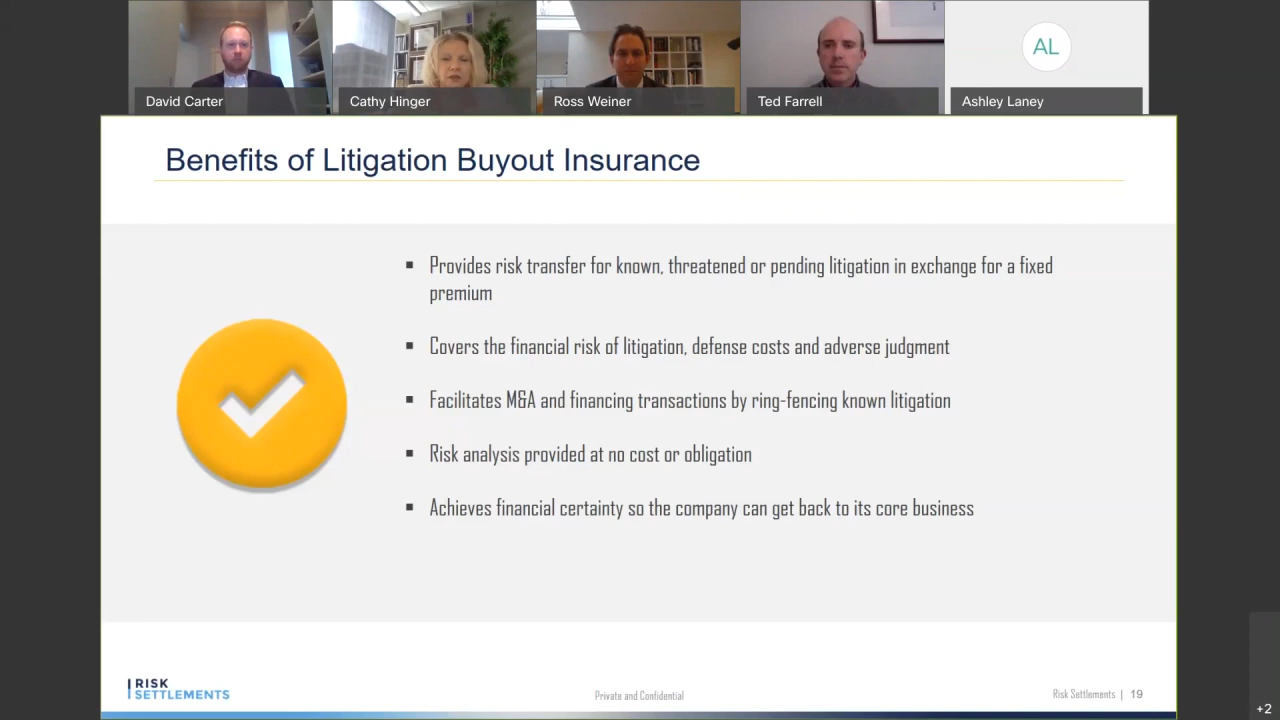 David Carter
Cathy Hinger
Ross Weiner
Ted Farrell
AL
Ashley Laney
Benefits of Litigation Buyout Insurance
▪ Provides risk transfer for known, threatened or pending litigation in exchange for a fixed
premium
▪ Covers the financial risk of litigation, defense costs and adverse judgment
▪ Facilitates M&A and financing transactions by ring-fencing known litigation
▪ Risk analysis provided at no cost or obligation
▪ Achieves financial certainty so the company can get back to its core business
RISK
SETTLEMENTS
Private and Confidential
Risk Settlements | 19
+2